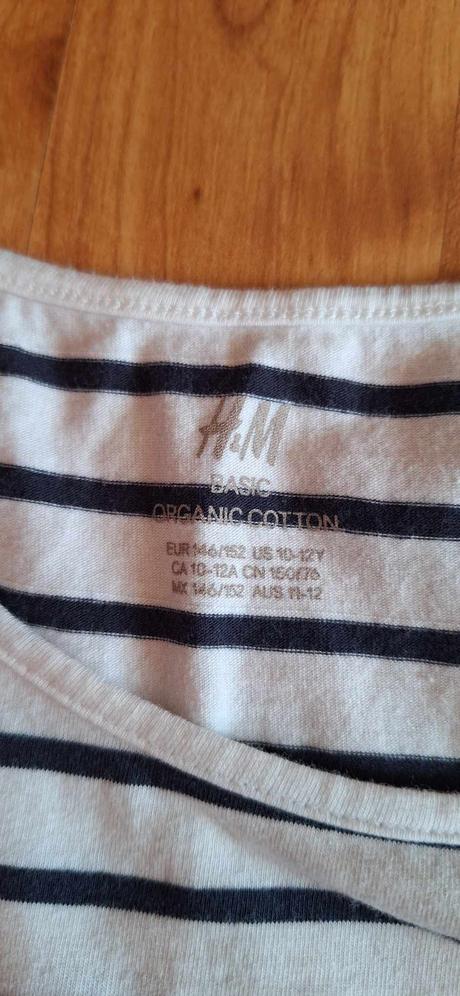 H&M
BASIC
ORGANIC COTTON
EUR 146/152 US 10-12Y
CA 10-12A CN 150/76
MX 146/152 AUS 11-12